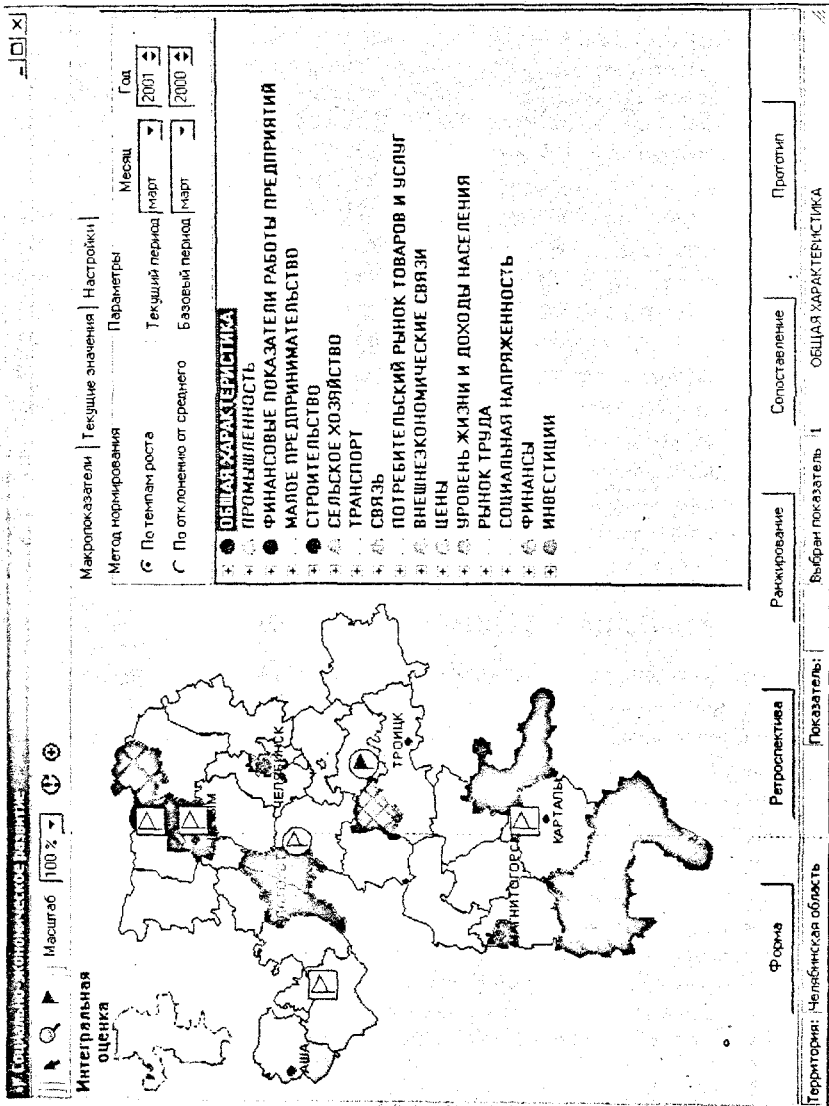 Социально-экономическое развитие
Масштаб 100 %
Интегральная
оценка
АША
ЧЕЛЯБИНСК
ТРОИЦК
МАГНИТОГОРСК
КАРТАЛЫ
Макропоказатели Текущие значения Настройки
Метод нормирования Параметры
Месяц Год
По темпам роста Текущий период март 2001
По отклонению от среднего Базовый период март 2000
ОБЩАЯ ХАРАКТЕРИСТИКА
ПРОМЫШЛЕННОСТЬ
ФИНАНСОВЫЕ ПОКАЗАТЕЛИ РАБОТЫ ПРЕДПРИЯТИЙ
МАЛОЕ ПРЕДПРИНИМАТЕЛЬСТВО
СТРОИТЕЛЬСТВО
СЕЛЬСКОЕ ХОЗЯЙСТВО
ТРАНСПОРТ
СВЯЗЬ
ПОТРЕБИТЕЛЬСКИЙ РЫНОК ТОВАРОВ И УСЛУГ
ВНЕШНЕЭКОНОМИЧЕСКИЕ СВЯЗИ
ЦЕНЫ
УРОВЕНЬ ЖИЗНИ И ДОХОДЫ НАСЕЛЕНИЯ
РЫНОК ТРУДА
СОЦИАЛЬНАЯ НАПРЯЖЕННОСТЬ
ФИНАНСЫ
ИНВЕСТИЦИИ
Форма Ретроспектива Ранжирование Сопоставление Прототип
Территория: Челябинская область Показатель: Выбран показатель 1 ОБЩАЯ ХАРАКТЕРИСТИКА